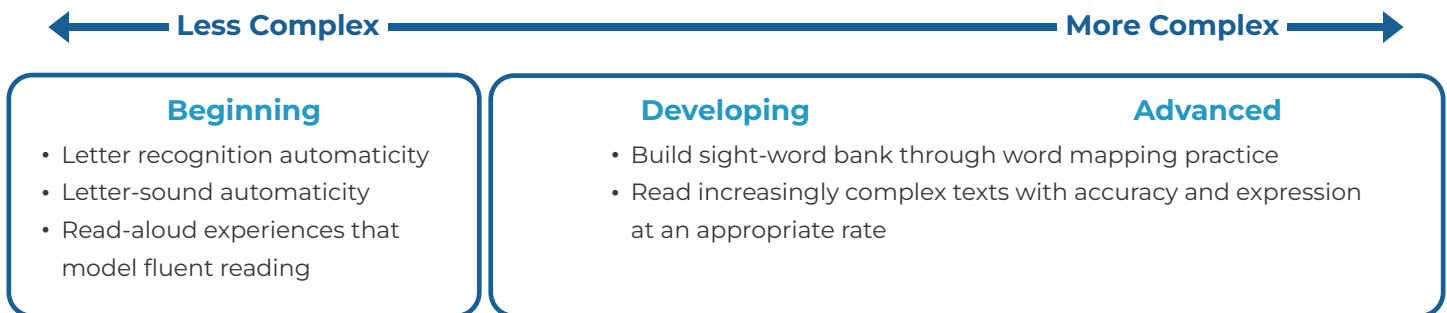 Less Complex More Complex
Beginning
• Letter recognition automaticity
• Letter-sound automaticity
• Read-aloud experiences that
model fluent reading
Developing Advanced
• Build sight-word bank through word mapping practice
• Read increasingly complex texts with accuracy and expression
at an appropriate rate